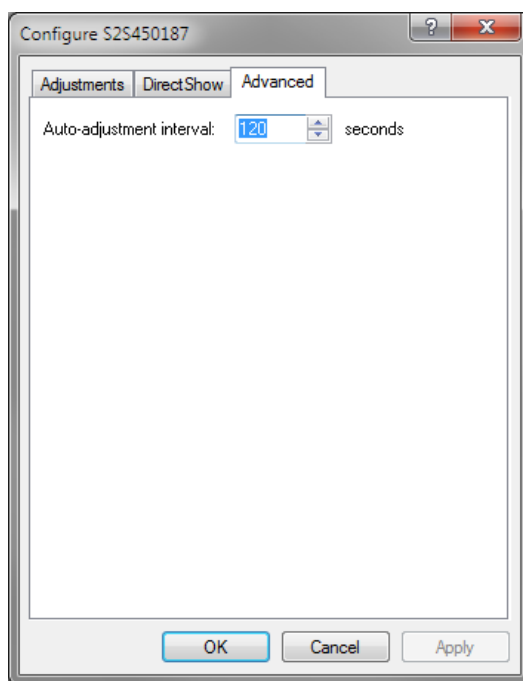 Configure S2S450187
Adjustments DirectShow Advanced
Auto-adjustment interval: 120 seconds
OK Cancel Apply